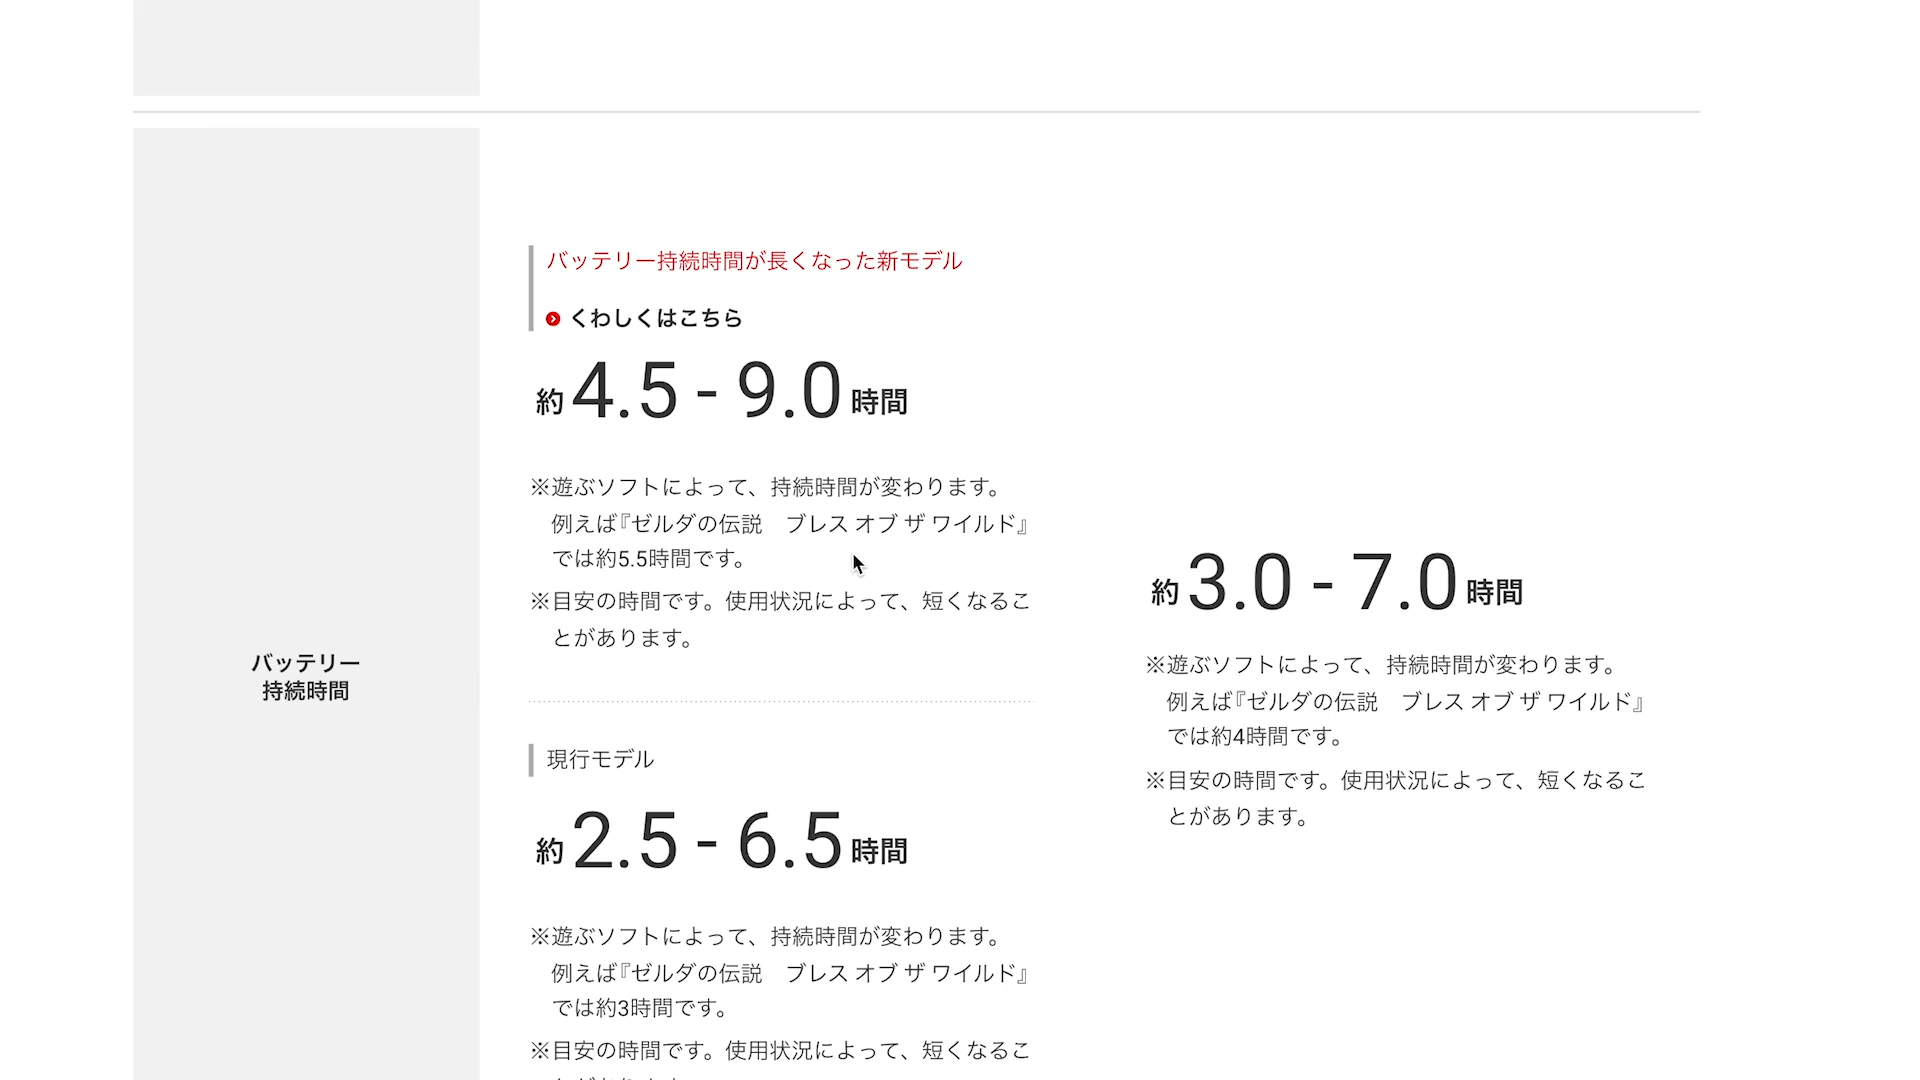 バッテリー
持続時間
バッテリー持続時間が長くなった新モデル
くわしくはこちら
約4.5 - 9.0時間
※遊ぶソフトによって、持続時間が変わります。
例えば『ゼルダの伝説　ブレス オブ ザ ワイルド』
では約5.5時間です。
※目安の時間です。使用状況によって、短くなるこ
とがあります。
現行モデル
約2.5 - 6.5時間
※遊ぶソフトによって、持続時間が変わります。
例えば『ゼルダの伝説　ブレス オブ ザ ワイルド』
では約3時間です。
※目安の時間です。使用状況によって、短くなるこ
約3.0 - 7.0時間
※遊ぶソフトによって、持続時間が変わります。
例えば『ゼルダの伝説　ブレス オブ ザ ワイルド』
では約4時間です。
※目安の時間です。使用状況によって、短くなるこ
とがあります。